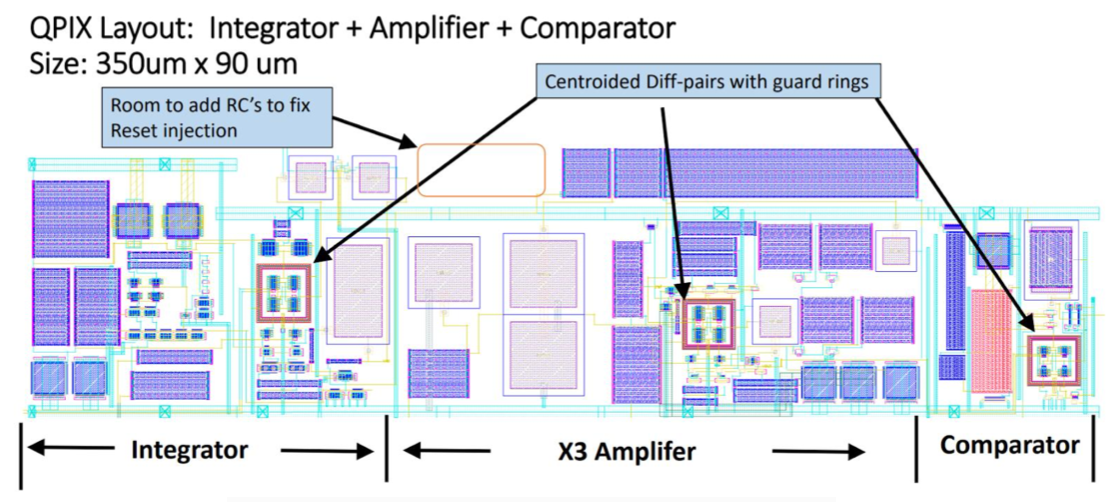 QPIX Layout: Integrator + Amplifier + Comparator
Size: 350um x 90 um
Centroided Diff-pairs with guard rings
Room to add RC's to fix
Reset injection
Integrator
X3 Amplifer
Comparator